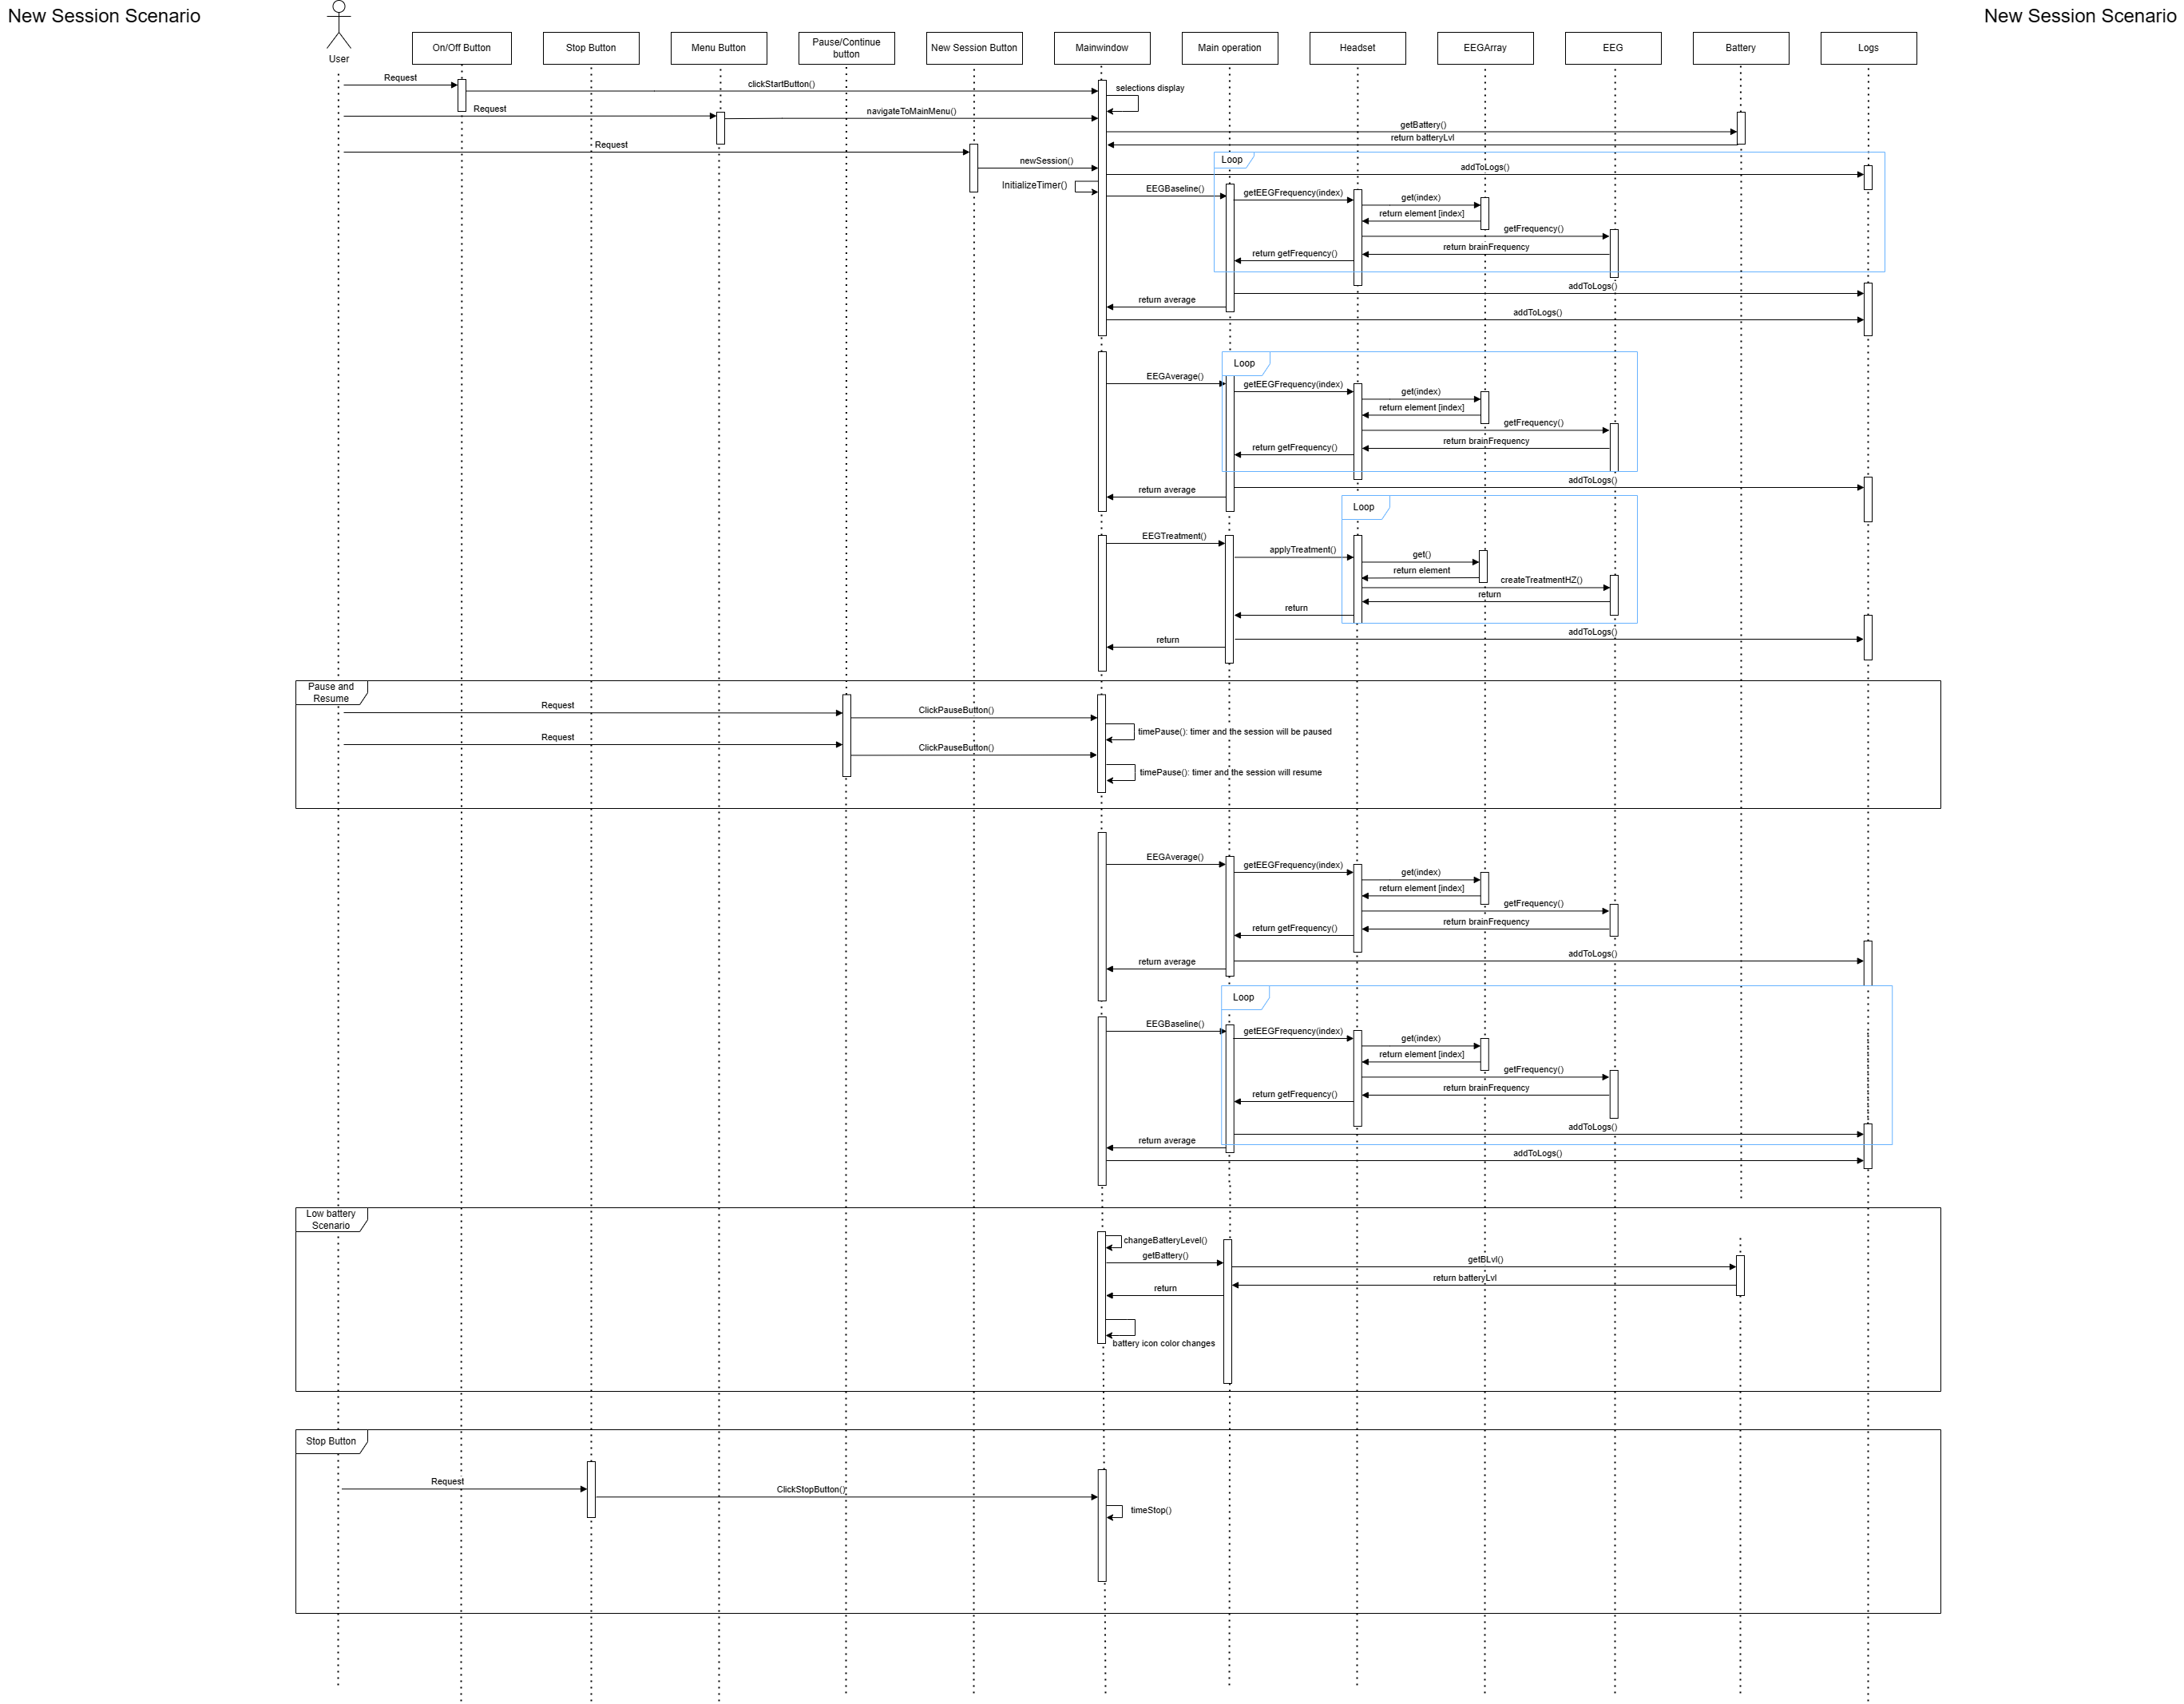 New Session Scenario
New Session Scenario
User
On/Off Button
Stop Button
Menu Button
Pause/Continue
button
New Session Button
Mainwindow
Main operation
Headset
EEGArray
EEG
Battery
Logs
Request
clickStartButton()
selections display
Request
navigateToMainMenu()
getBattery()
return batteryLvl
Request
newSession()
Loop
addToLogs()
InitializeTimer()
EEGBaseline()
getEEGFrequency(index)
get(index)
return element [index]
getFrequency()
return brainFrequency
return getFrequency()
addToLogs()
return average
addToLogs()
Loop
EEGAverage()
getEEGFrequency(index)
get(index)
return element [index]
getFrequency()
return brainFrequency
return getFrequency()
addToLogs()
return average
Loop
EEGTreatment()
applyTreatment()
get()
return element
createTreatmentHZ()
return
return
addToLogs()
return
Pause and
Resume
Request
ClickPauseButton()
timePause(): timer and the session will be paused
Request
ClickPauseButton()
timePause(): timer and the session will resume
EEGAverage()
getEEGFrequency(index)
get(index)
return element [index]
getFrequency()
return brainFrequency
return getFrequency()
addToLogs()
return average
Loop
EEGBaseline()
getEEGFrequency(index)
get(index)
return element [index]
getFrequency()
return brainFrequency
return getFrequency()
addToLogs()
return average
addToLogs()
Low battery
Scenario
changeBatteryLevel()
getBattery()
getBLvl()
return batteryLvl
return
battery icon color changes
Stop Button
Request
ClickStopButton()
timeStop()